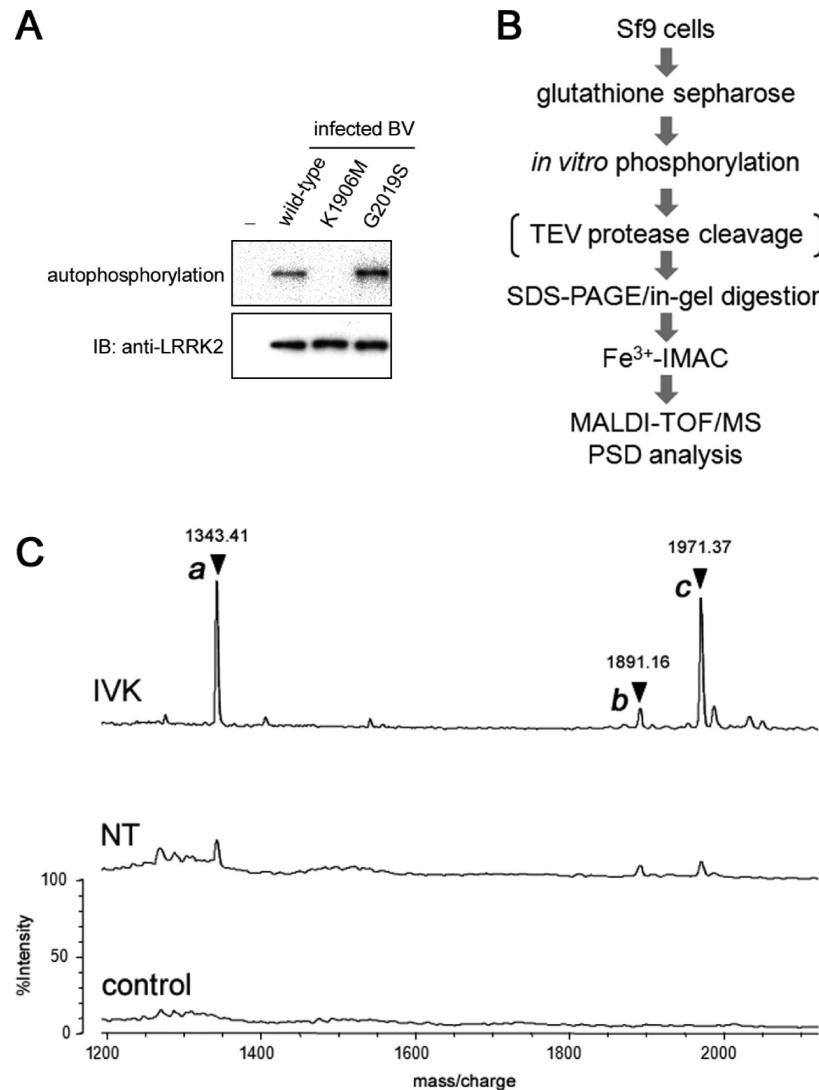 A
infected BV
–
wild-type
K1906M
G2019S
autophosphorylation
IB: anti-LRRK2
B
Sf9 cells
glutathione sepharose
in vitro phosphorylation
[ TEV protease cleavage ]
SDS-PAGE/in-gel digestion
Fe³⁺-IMAC
MALDI-TOF/MS
PSD analysis
C
1343.41
a
1971.37
c
1891.16
b
IVK
NT
100
50
0
%Intensity
control
1200 1400 1600 1800 2000
mass/charge